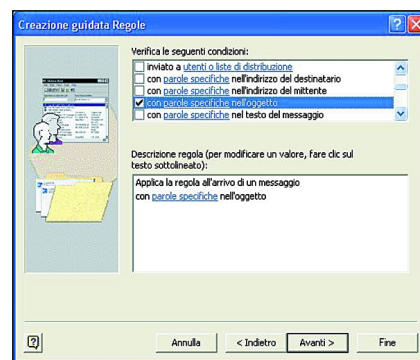 Creazione guidata Regole
Verifica le seguenti condizioni:
inviato a utenti o liste di distribuzione
con parole specifiche nell'indirizzo del destinatario
con parole specifiche nell'indirizzo del mittente
con parole specifiche nell'oggetto
con parole specifiche nel testo del messaggio
Descrizione regola (per modificare un valore, fare clic sul
testo sottolineato):
Applica la regola all'arrivo di un messaggio
con parole specifiche nell'oggetto
Annulla
< Indietro
Avanti >
Fine